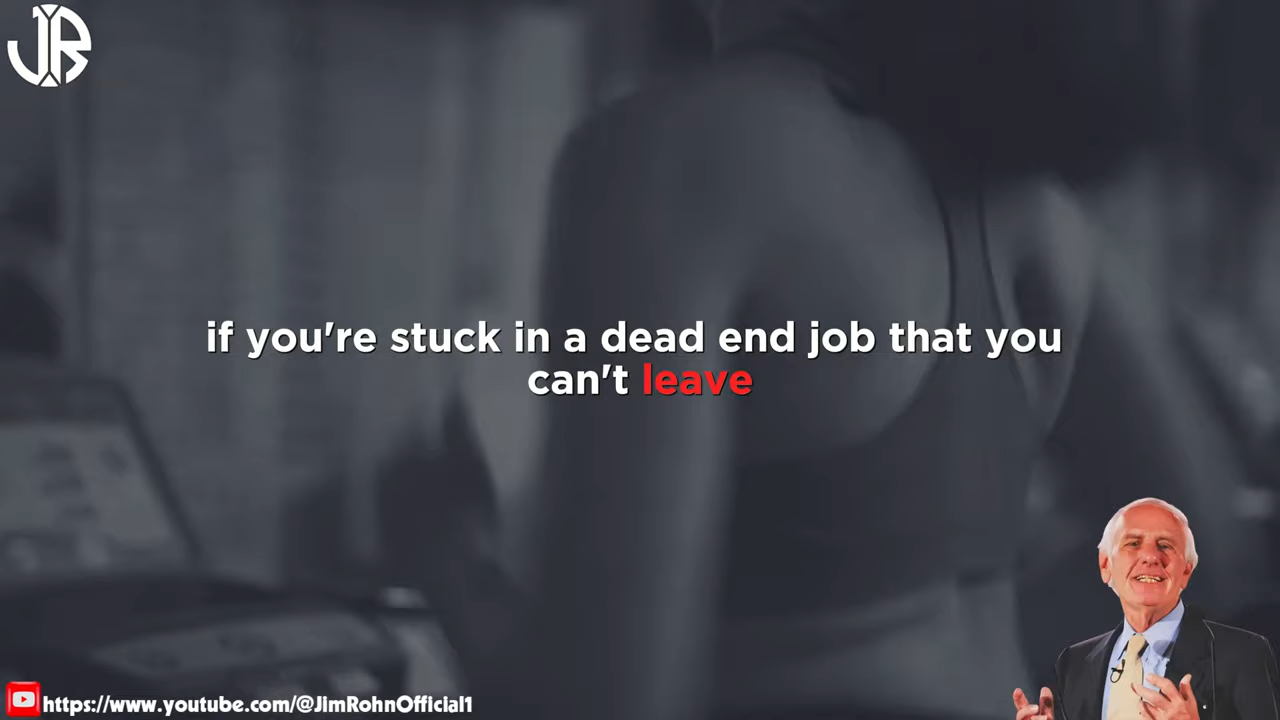 JR
if you're stuck in a dead end job that you
can't leave
https://www.youtube.com/@JimRohnOfficial1